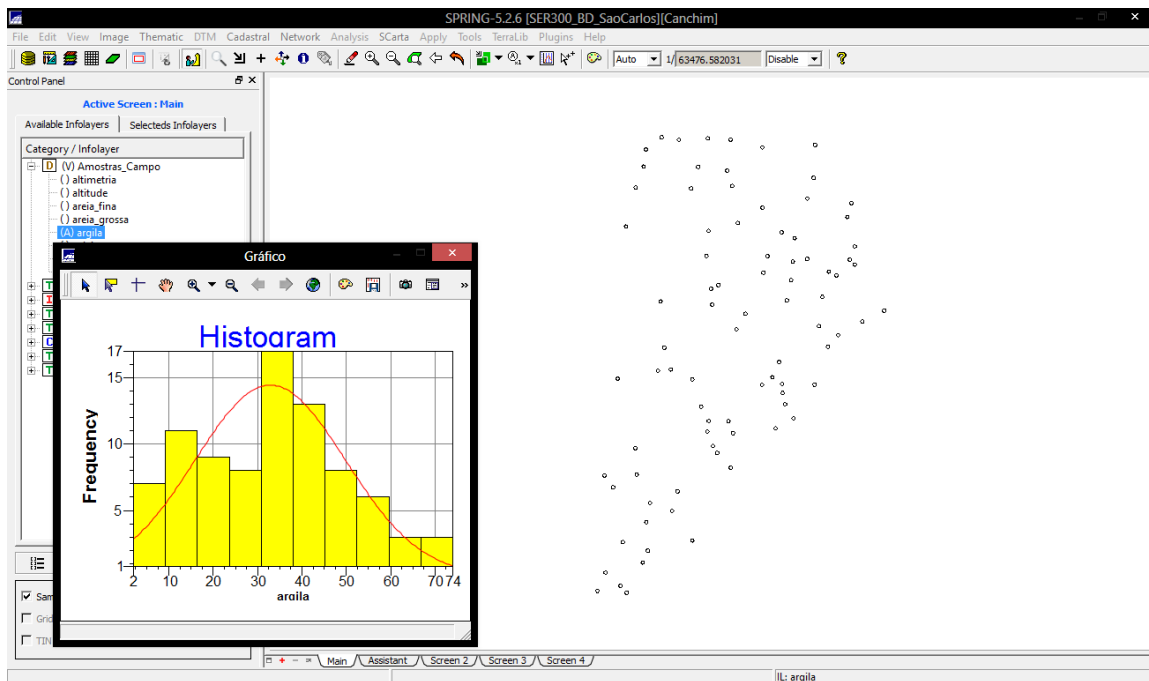 SPRING-5.2.6 [SER300_BD_SaoCarlos][Canchim]
File Edit View Image Thematic DTM Cadastral Network Analysis SCarta Apply Tools TerraLib Plugins Help
Auto 1/ 63476.582031 Disable
Control Panel
Active Screen : Main
Available Infolayers Selecteds Infolayers
Category / Infolayer
D (V) Amostras_Campo
( ) altimetria
( ) altitude
( ) areia_fina
( ) areia_grossa
(A) argila
Gráfico
T
I
T
T
C
T
T
Histogram
17
15
10
5
1
Frequency
2 10 20 30 40 50 60 70 74
argila
Sam
Grid
TIN
Main Assistant Screen 2 Screen 3 Screen 4
IL: argila